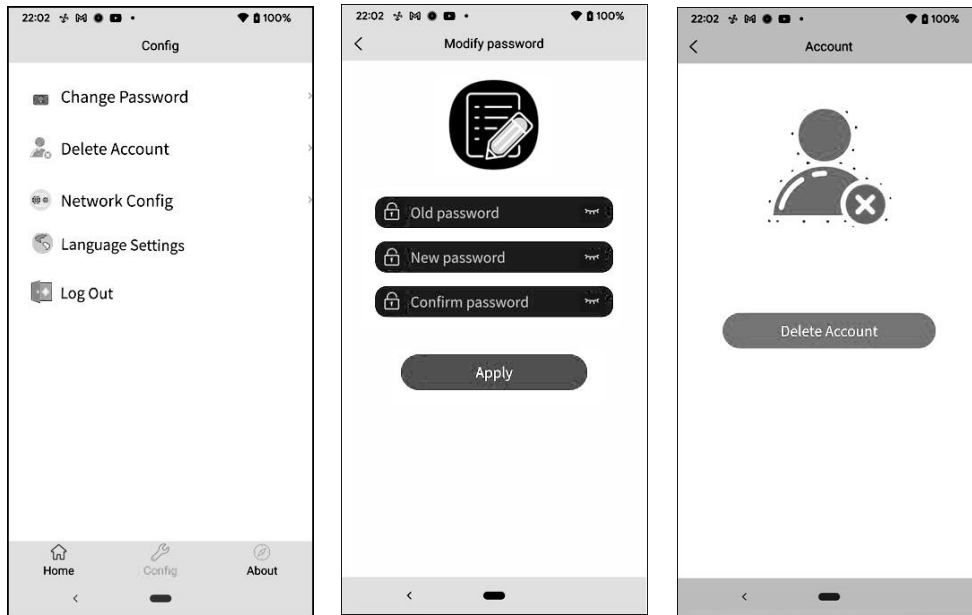 22:02 100%
Config
Change Password
Delete Account
Network Config
Language Settings
Log Out
Home Config About
22:02 100%
Modify password
Old password
New password
Confirm password
Apply
22:02 100%
Account
Delete Account